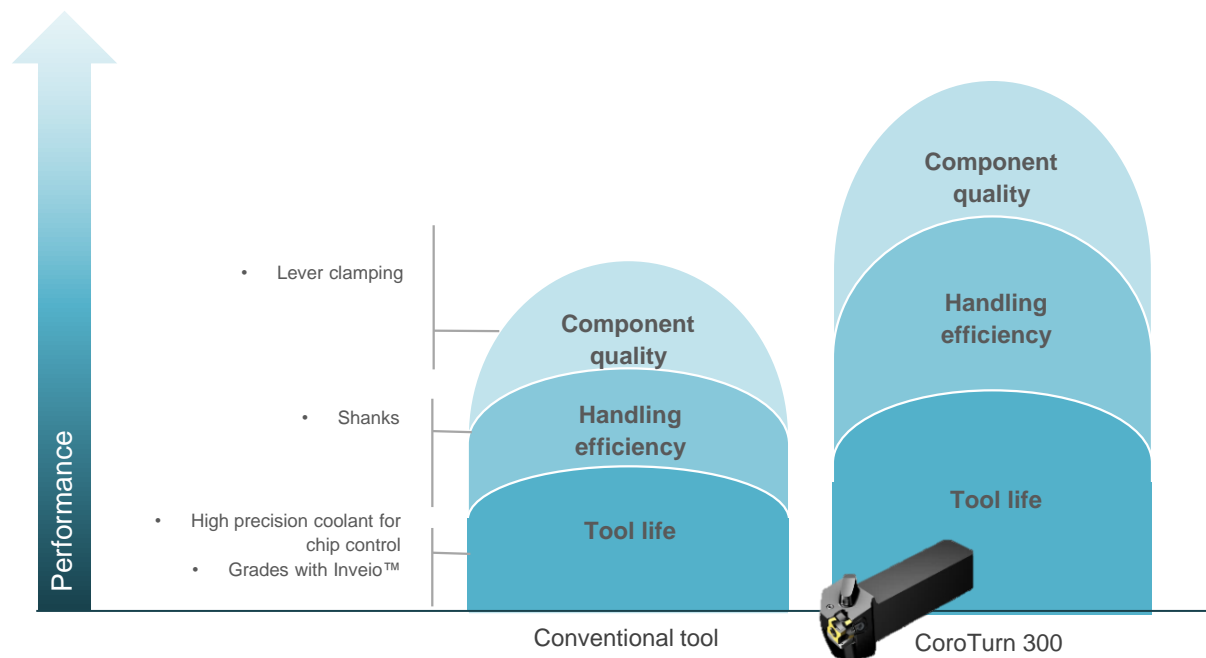 Performance
• Lever clamping
• Shanks
• High precision coolant for
chip control
• Grades with Inveio™
Component
quality
Handling
efficiency
Tool life
Conventional tool
Component
quality
Handling
efficiency
Tool life
CoroTurn 300